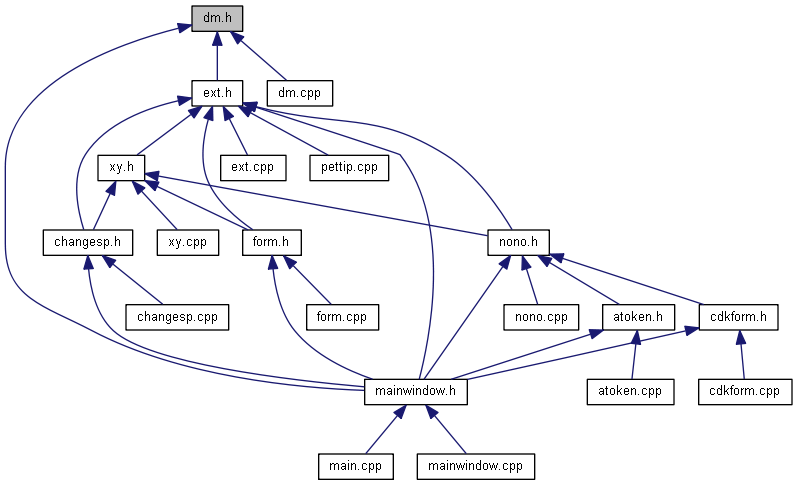 dm.h
ext.h
dm.cpp
xy.h
ext.cpp
pettip.cpp
changesp.h
xy.cpp
form.h
nono.h
changesp.cpp
form.cpp
nono.cpp
atoken.h
cdkform.h
mainwindow.h
atoken.cpp
cdkform.cpp
main.cpp
mainwindow.cpp